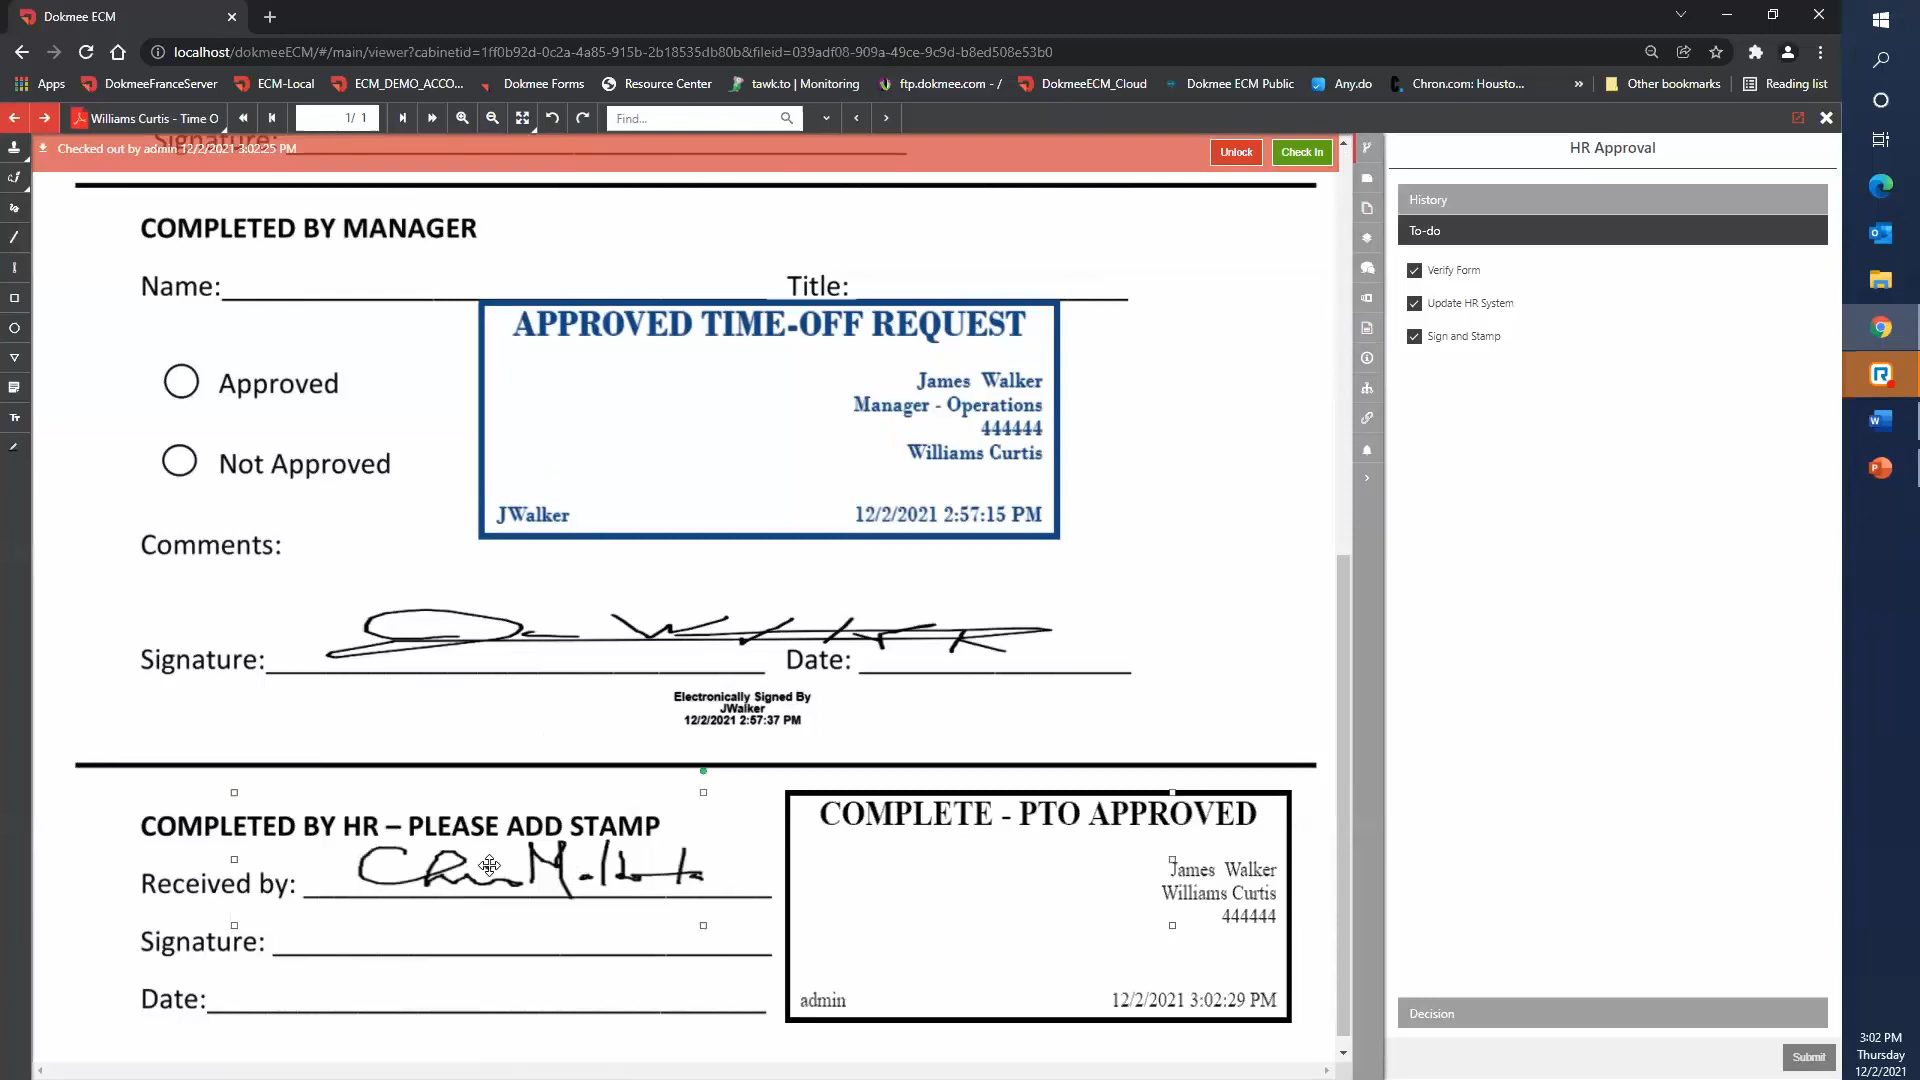 Dokmee ECM
localhost/dokmeeECM/#/main/viewer?cabinetid=1ff0b92d-0c2a-4a85-915b-2b18535db80b&fileid=039adf08-909a-49ce-9c9d-b8ed508e53b0
Apps DokmeeFranceServer ECM-Local ECM_DEMO_ACCO... Dokmee Forms Resource Center tawk.to | Monitoring ftp.dokmee.com - / DokmeeECM_Cloud Dokmee ECM Public Any.do Chron.com: Housto... » Other bookmarks Reading list
Williams Curtis - Time O 1/ 1 Find...
Signature:
Checked out by admin 12/2/2021 3:02:25 PM Unlock Check In
COMPLETED BY MANAGER
Name: Title:
APPROVED TIME-OFF REQUEST
James Walker
Manager - Operations
444444
Williams Curtis
JWalker 12/2/2021 2:57:15 PM
Approved
Not Approved
Comments:
Signature: Date:
Electronically Signed By
JWalker
12/2/2021 2:57:37 PM
COMPLETED BY HR – PLEASE ADD STAMP
Received by:
Signature:
Date:
COMPLETE - PTO APPROVED
James Walker
Williams Curtis
444444
admin 12/2/2021 3:02:29 PM
HR Approval
History
To-do
Verify Form
Update HR System
Sign and Stamp
Decision
Submit
3:02 PM
Thursday
12/2/2021